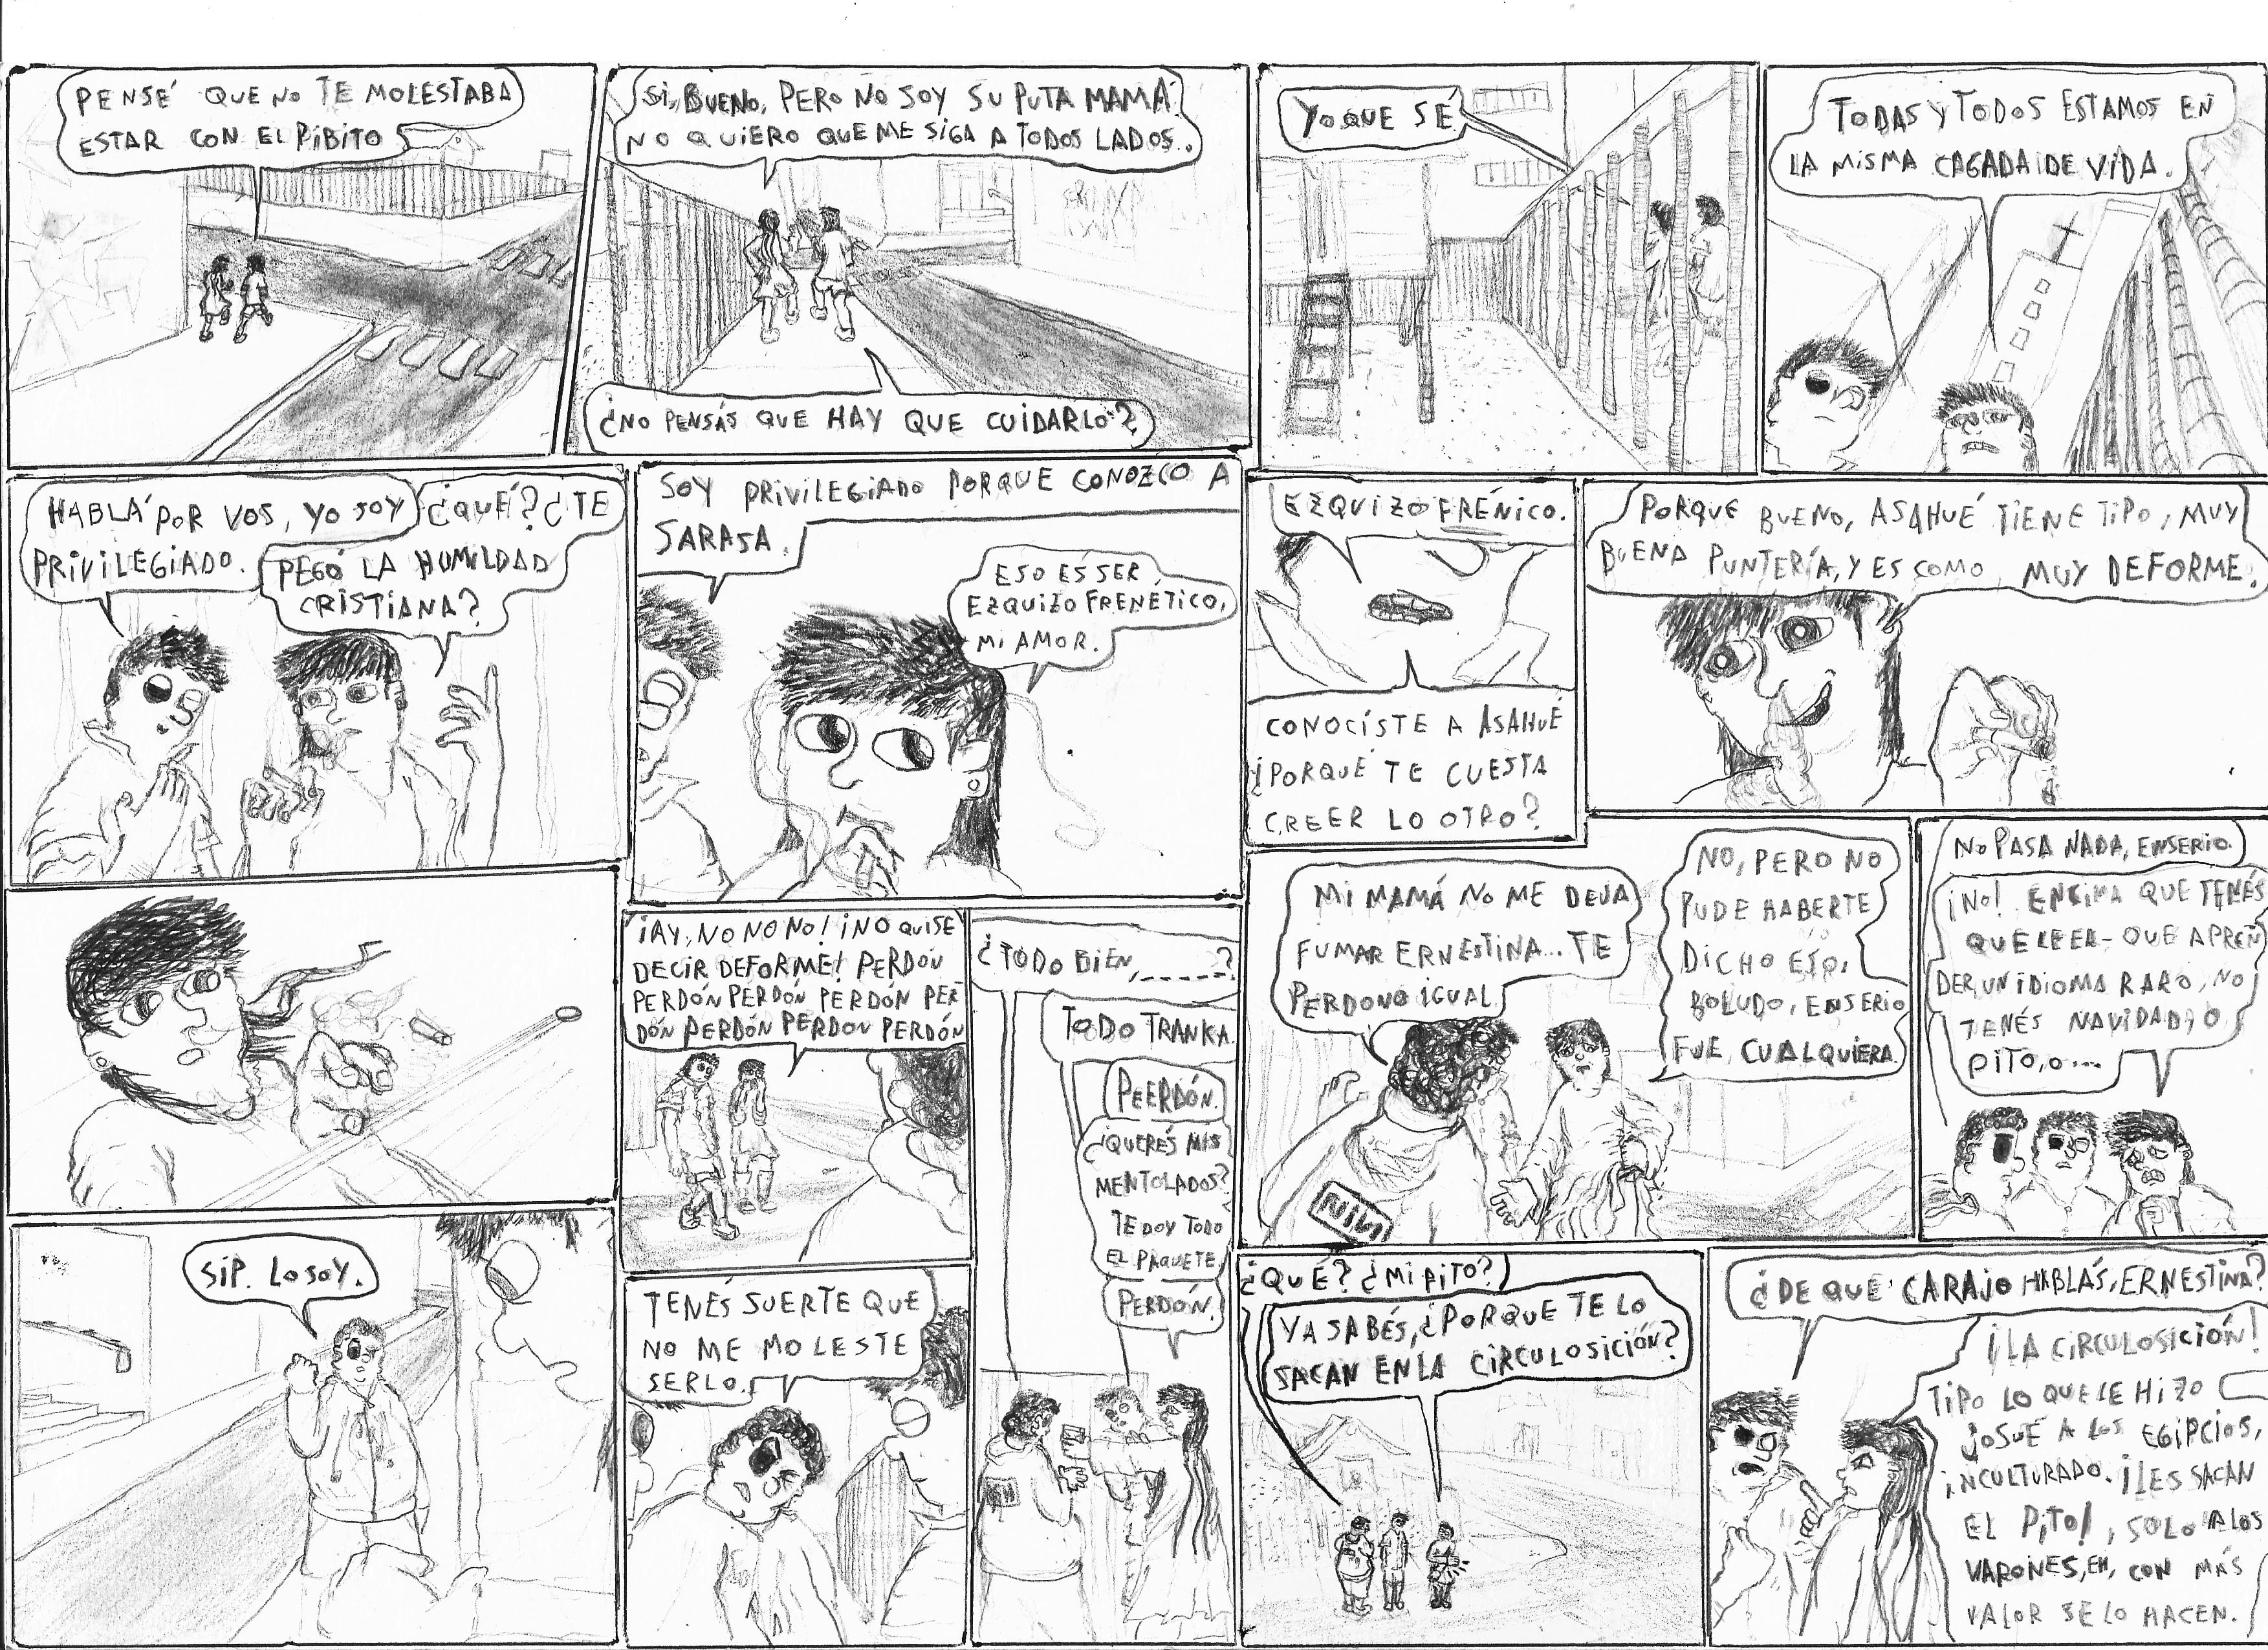 PENSÉ QUE NO TE MOLESTABA
ESTAR CON EL PIBITO
SI, BUENO, PERO NO SOY SU PUTA MAMÁ
NO QUIERO QUE ME SIGA A TODOS LADOS.
¿NO PENSÁS QUE HAY QUE CUIDARLO?
YO QUE SÉ
TODAS Y TODOS ESTAMOS EN
LA MISMA CAGADA DE VIDA.
HABLÁ POR VOS, YO SOY
PRIVILEGIADO.
¿QUÉ? ¿TE
PEGÓ LA HUMILDAD
CRISTIANA?
SOY PRIVILEGIADO PORQUE CONOZCO A
SARASA.
ESO ES SER
EZQUIZO FRENÉTICO,
MI AMOR.
EZQUIZO FRÉNICO.
CONOCÍSTE A ASAHUÉ
¿PORQUÉ TE CUESTA
CREER LO OTRO?
PORQUE BUENO, ASAHUÉ TIENE TIPO, MUY
BUENA PUNTERÍA, Y ES COMO, MUY DEFORME.
SIP. LO SOY.
¡AY, NO NO NO! ¡NO QUISE
DECIR DEFORME! PERDÓN
PERDÓN PERDÓN PERDÓN PER
DÓN PERDÓN PERDON PERDÓN
TENÉS SUERTE QUE
NO ME MOLESTE
SERLO.
¿TODO BIEN, ------?
TODO TRANKA.
PEERDÓN.
¿QUERÉS MIS
MENTOLADOS?
TE DOY TODO
EL PAQUETE,
PERDÓN.
MI MAMÁ NO ME DEJA
FUMAR ERNESTINA... TE
PERDONO IGUAL.
NO, PERO NO
PUDE HABERTE
DICHO ESO,
BOLUDO, ENSERIO
FUE, CUALQUIERA.
NO PASA NADA, ENSERIO.
¡NO! ENCIMA QUE TENÉS
QUE LEER- QUE APREN
DER, UN IDIOMA RARO, NO
TENÉS NAVIDAD, O
PITO, O...
¿QUÉ? ¿MI PITO?
YA SABÉS, ¿PORQUE TE LO
SACAN EN LA CIRCULOSICIÓN?
¿DE QUÉ CARAJO HABLÁS, ERNESTINA?
¡LA CIRCULOSICIÓN!
TIPO LO QUE LE HIZO
JOSUÉ A LOS EGIPCIOS,
INCULTURADO. ¡LES SACAN
EL PITO!, SOLO A LOS
VARONES, EH, CON MÁS
VALOR SE LO HACEN.